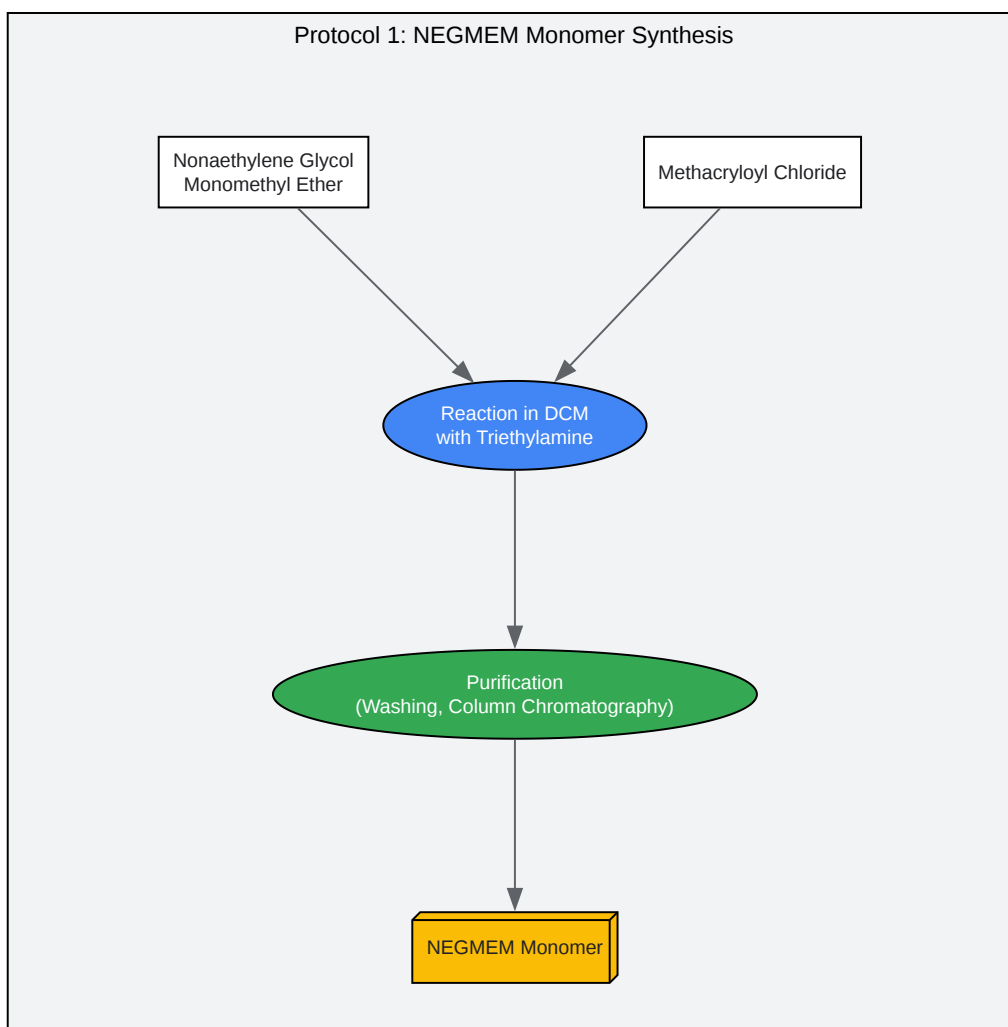 Protocol 1: NEGMEM Monomer Synthesis
Nonaethylene Glycol
Monomethyl Ether
Methacryloyl Chloride
Reaction in DCM
with Triethylamine
Purification
(Washing, Column Chromatography)
NEGMEM Monomer